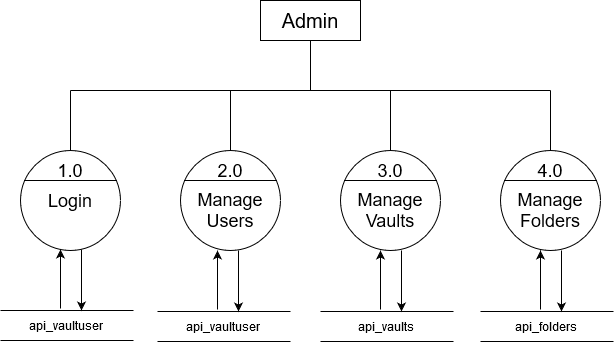 Admin
1.0
2.0
3.0
4.0
Login
Manage
Users
Manage
Vaults
Manage
Folders
api_vaultuser
api_vaultuser
api_vaults
api_folders